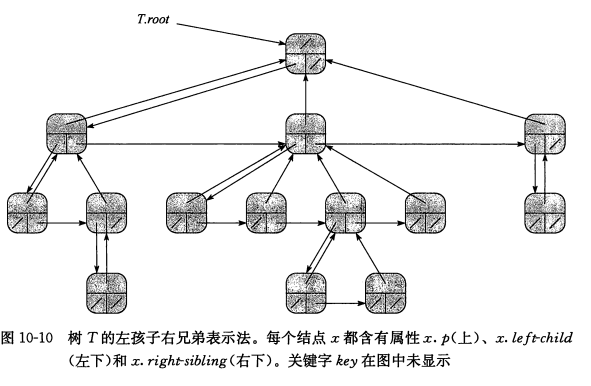 T.root
图 10-10 树 T 的左孩子右兄弟表示法。每个结点 x 都含有属性 x. p(上)、x. left-child
(左下)和 x. right-sibling(右下)。关键字 key 在图中未显示